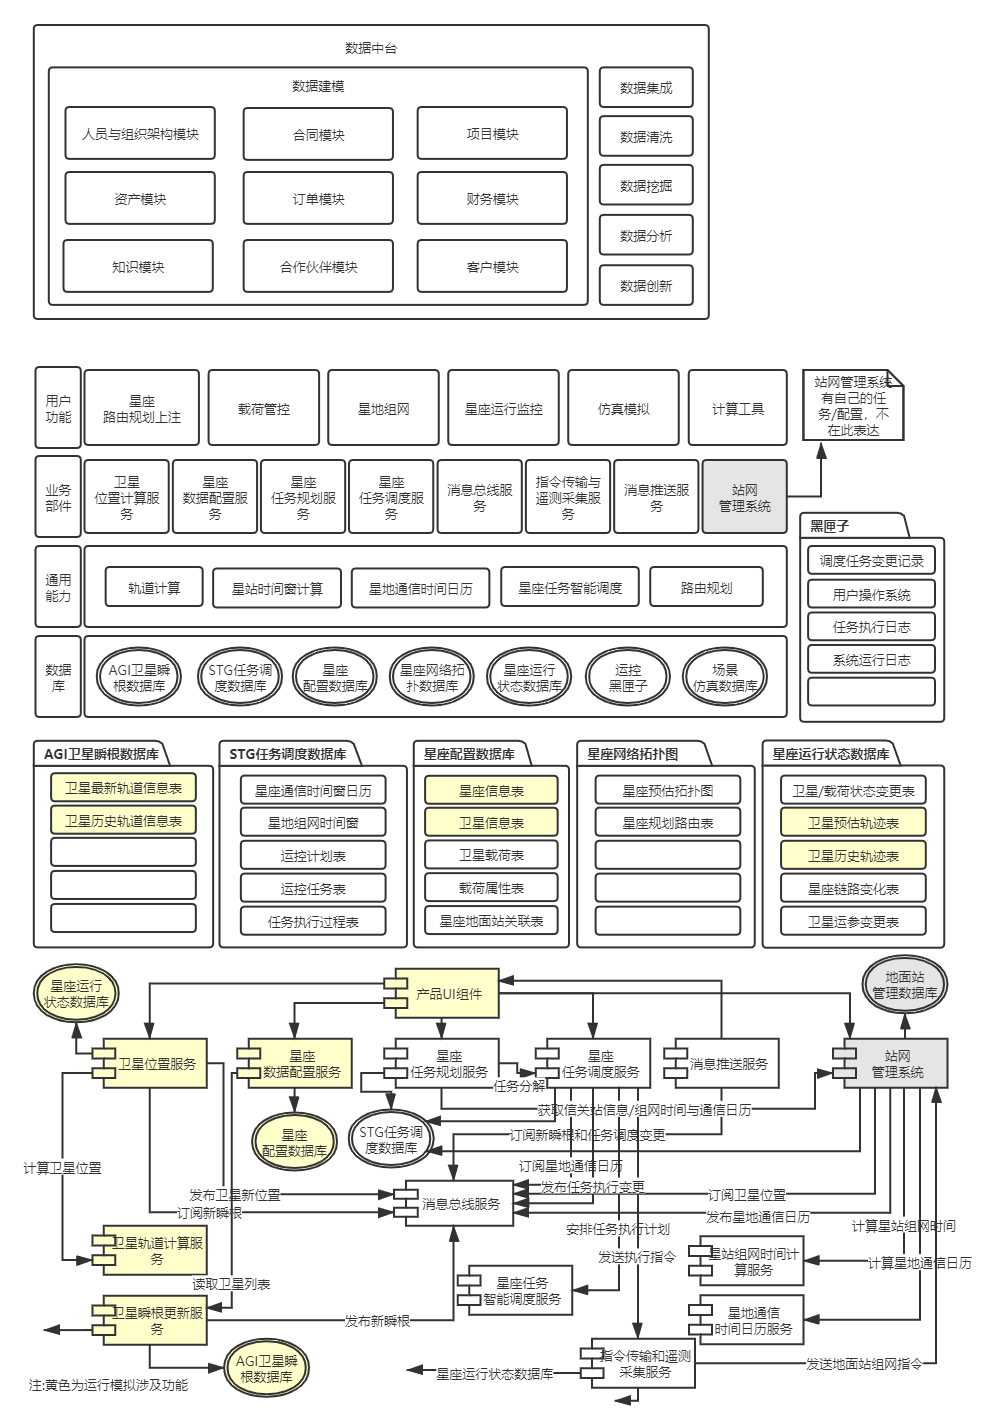 数据中台
数据建模
人员与组织架构模块
合同模块
项目模块
资产模块
订单模块
财务模块
知识模块
合作伙伴模块
客户模块
数据集成
数据清洗
数据挖掘
数据分析
数据创新
用户
功能
星座
路由规划上注
载荷管控
星地组网
星座运行监控
仿真模拟
计算工具
站网管理系统
有自己的任
务/配置，不
在此表达
业务
部件
卫星
位置计算服
务
星座
数据配置服
务
星座
任务规划服
务
星座
任务调度服
务
消息总线服
务
指令传输与
遥测采集服
务
消息推送服
务
站网
管理系统
通用
能力
轨道计算
星站时间窗计算
星地通信时间日历
星座任务智能调度
路由规划
数据
库
AGI卫星瞬
根数据库
STG任务调
度数据库
星座
配置数据库
星座网络拓
扑数据库
星座运行
状态数据库
运控
黑匣子
场景
仿真数据库
黑匣子
调度任务变更记录
用户操作系统
任务执行日志
系统运行日志
AGI卫星瞬根数据库
卫星最新轨道信息表
卫星历史轨道信息表
STG任务调度数据库
星座通信时间窗日历
星地组网时间窗
运控计划表
运控任务表
任务执行过程表
星座配置数据库
星座信息表
卫星信息表
卫星载荷表
载荷属性表
星座地面站关联表
星座网络拓扑图
星座预估拓扑图
星座规划路由表
星座运行状态数据库
卫星/载荷状态变更表
卫星预估轨迹表
卫星历史轨迹表
星座链路变化表
卫星运参变更表
星座运行
状态数据库
产品UI组件
地面站
管理数据库
卫星位置服务
星座
数据配置服务
星座
任务规划服务
星座
任务调度服务
消息推送服务
站网
管理系统
任务分解
获取信关站信息/组网时间与通信日历
星座
配置数据库
STG任务调
度数据库
订阅新瞬根和任务调度变更
计算卫星位置
订阅星地通信日历
发布任务执行变更
发布卫星新位置
订阅新瞬根
消息总线服务
订阅卫星位置
发布星地通信日历
安排任务执行计划
计算星站组网时间
卫星轨道计算服
务
发送执行指令
星站组网时间计
算服务
计算星地通信日历
读取卫星列表
星座任务
智能调度服务
卫星瞬根更新服
务
发布新瞬根
星地通信
时间日历服务
指令传输和遥测
采集服务
发送地面站组网指令
AGI卫星瞬
根数据库
星座运行状态数据库
注:黄色为运行模拟涉及功能